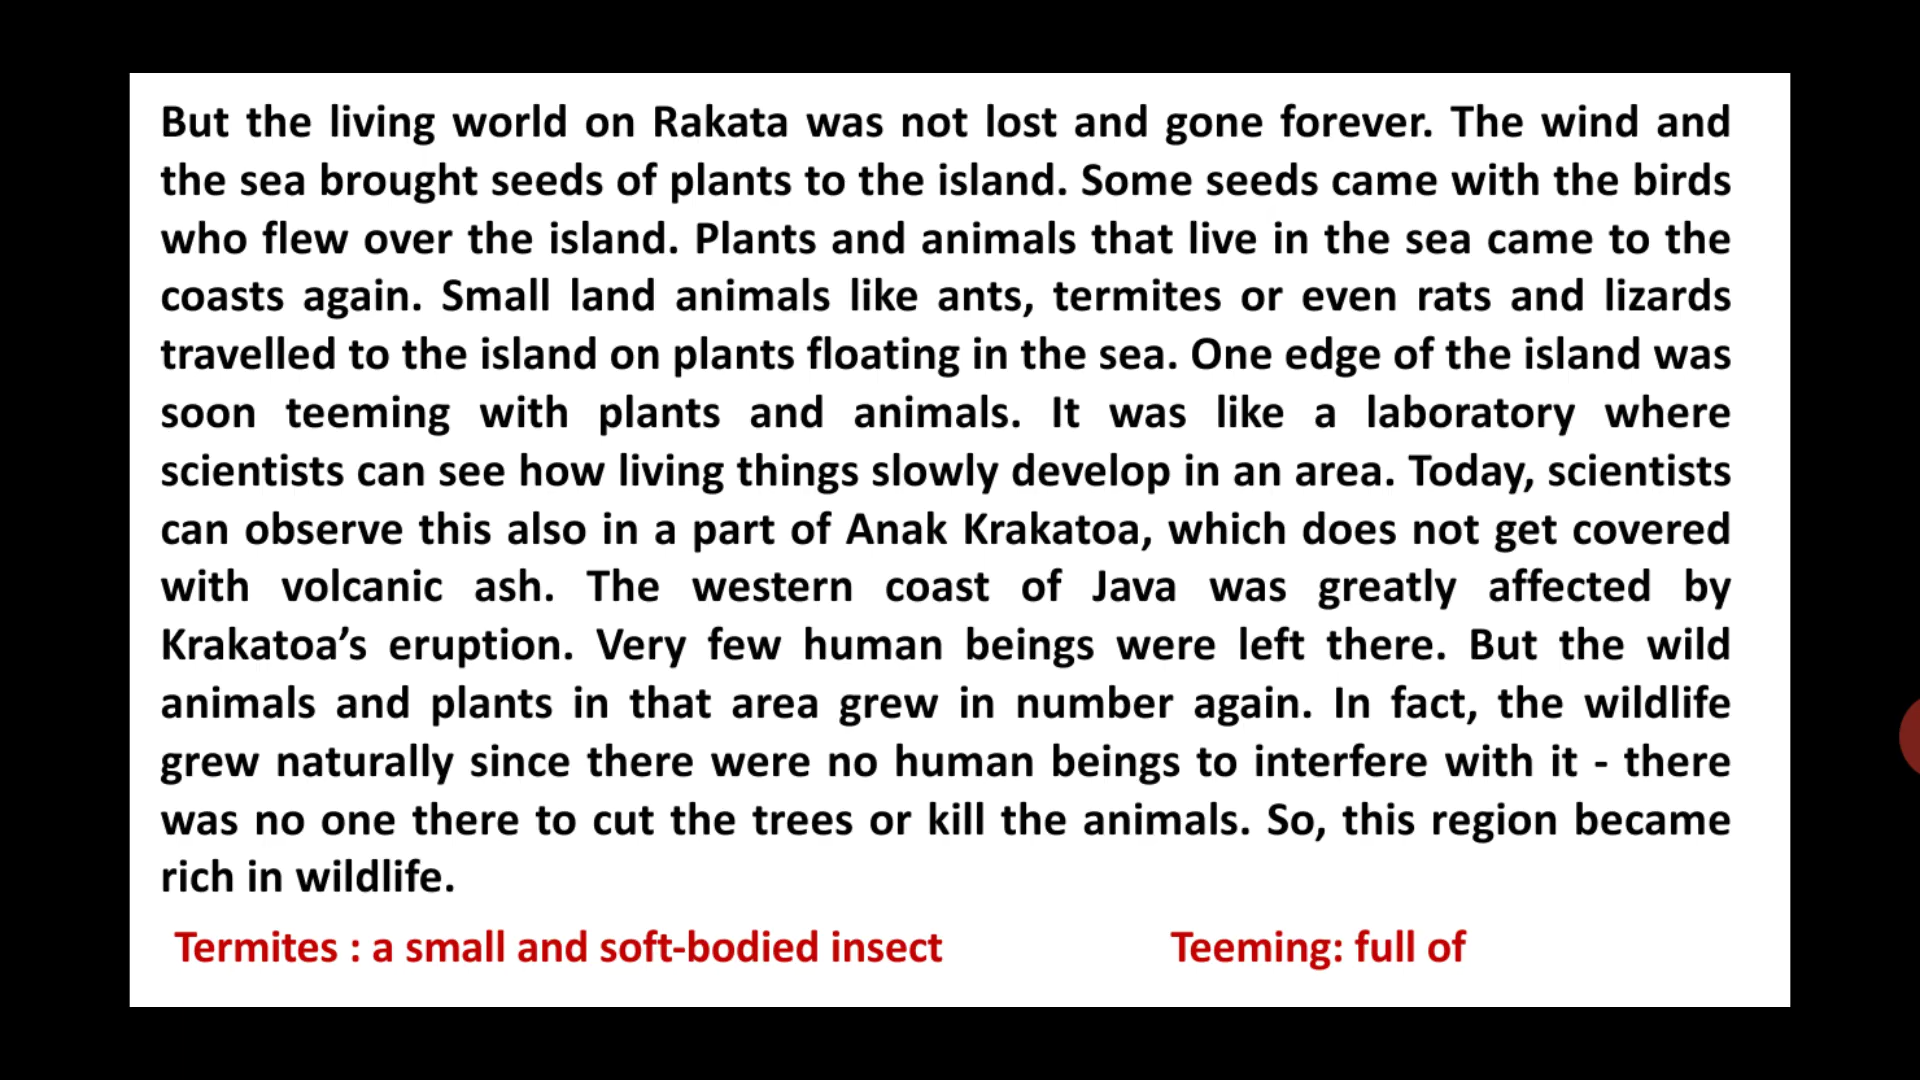 But the living world on Rakata was not lost and gone forever. The wind and
the sea brought seeds of plants to the island. Some seeds came with the birds
who flew over the island. Plants and animals that live in the sea came to the
coasts again. Small land animals like ants, termites or even rats and lizards
travelled to the island on plants floating in the sea. One edge of the island was
soon teeming with plants and animals. It was like a laboratory where
scientists can see how living things slowly develop in an area. Today, scientists
can observe this also in a part of Anak Krakatoa, which does not get covered
with volcanic ash. The western coast of Java was greatly affected by
Krakatoa’s eruption. Very few human beings were left there. But the wild
animals and plants in that area grew in number again. In fact, the wildlife
grew naturally since there were no human beings to interfere with it - there
was no one there to cut the trees or kill the animals. So, this region became
rich in wildlife.
Termites : a small and soft-bodied insect Teeming: full of